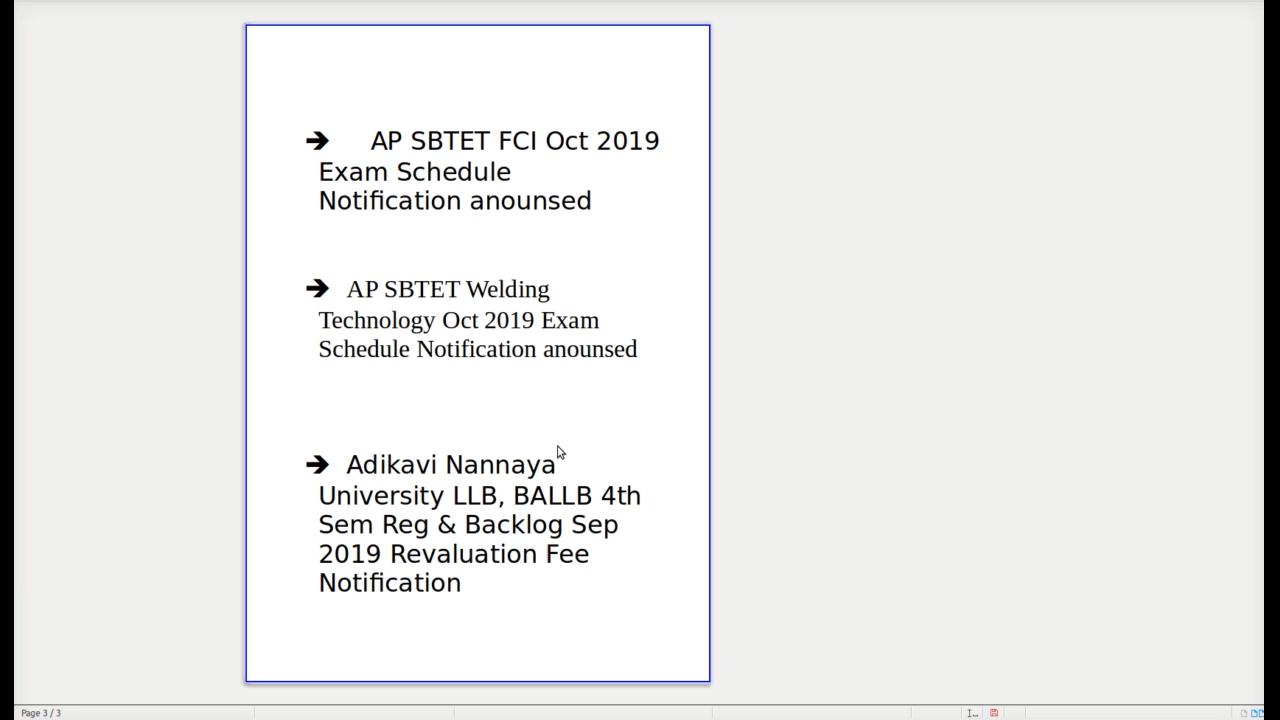 ➔ AP SBTET FCI Oct 2019
Exam Schedule
Notification anounsed
➔ AP SBTET Welding
Technology Oct 2019 Exam
Schedule Notification anounsed
➔ Adikavi Nannaya
University LLB, BALLB 4th
Sem Reg & Backlog Sep
2019 Revaluation Fee
Notification
Page 3 / 3